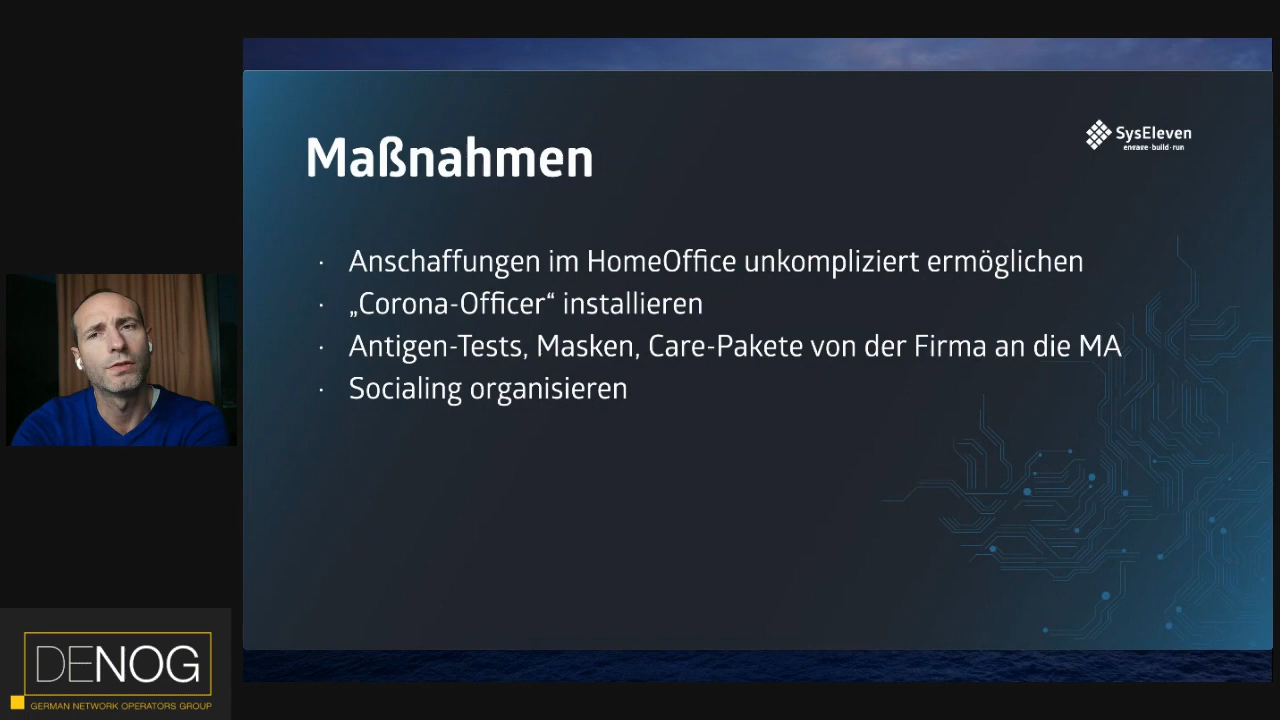 Maßnahmen
SysEleven
engage·build·run
· Anschaffungen im HomeOffice unkompliziert ermöglichen
· „Corona-Officer“ installieren
· Antigen-Tests, Masken, Care-Pakete von der Firma an die MA
· Socialing organisieren
DENOG
GERMAN NETWORK OPERATORS GROUP